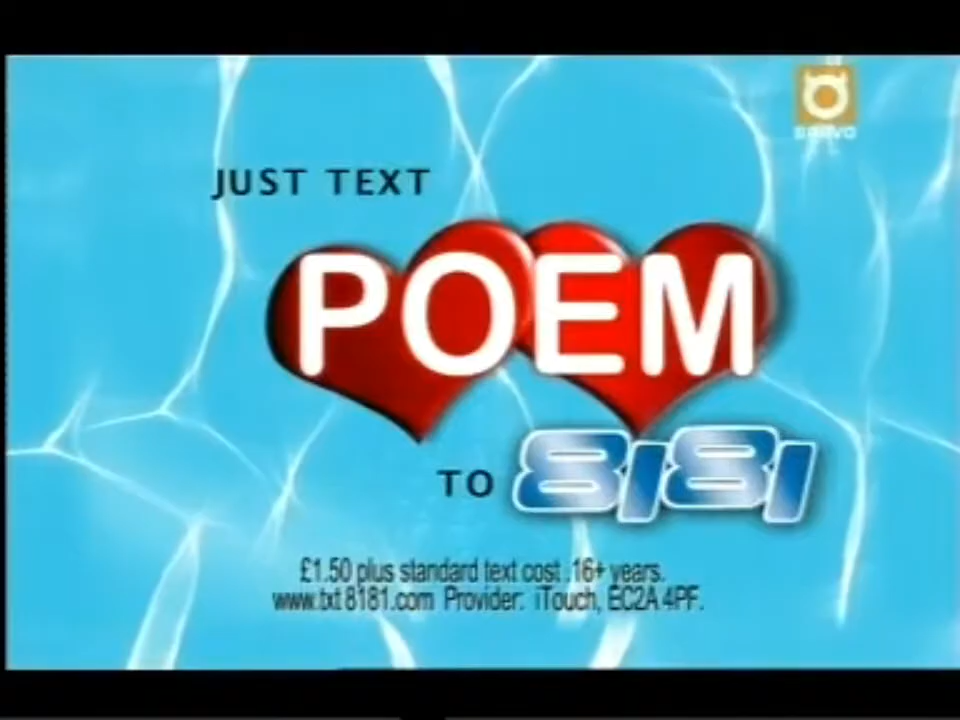 BRAVO
JUST TEXT
POEM
TO 8181
£1.50 plus standard text cost .16+ years.
www.txt8181.com Provider: iTouch, EC2A 4PF.